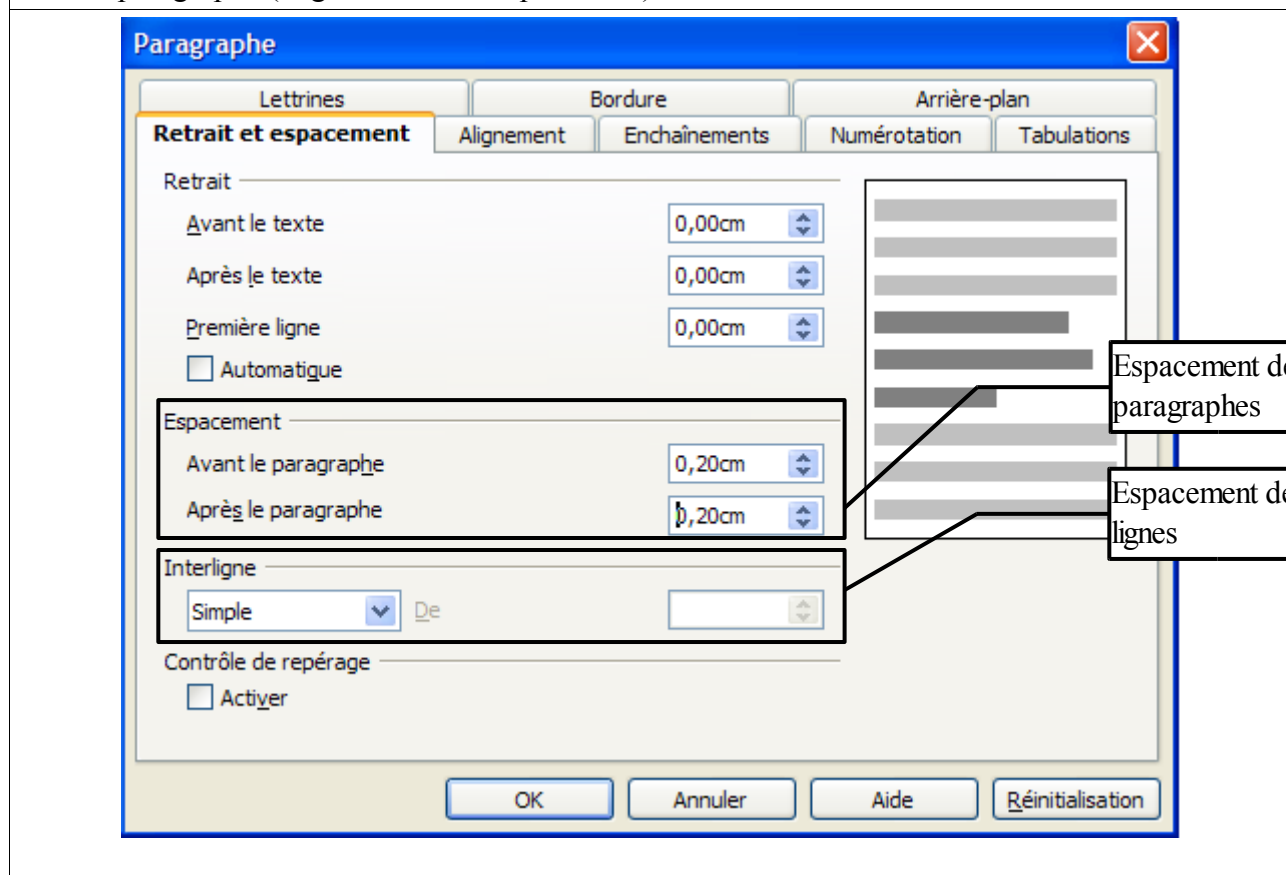 Paragraphe
Lettrines Bordure Arrière-plan
Retrait et espacement Alignement Enchaînements Numérotation Tabulations
Retrait
Avant le texte 0,00cm
Après le texte 0,00cm
Première ligne 0,00cm
Automatique
Espacement
Avant le paragraphe 0,20cm
Après le paragraphe 0,20cm
Interligne
Simple De
Contrôle de repérage
Activer
OK Annuler Aide Réinitialisation
Espacement
paragraphes
Espacement
lignes